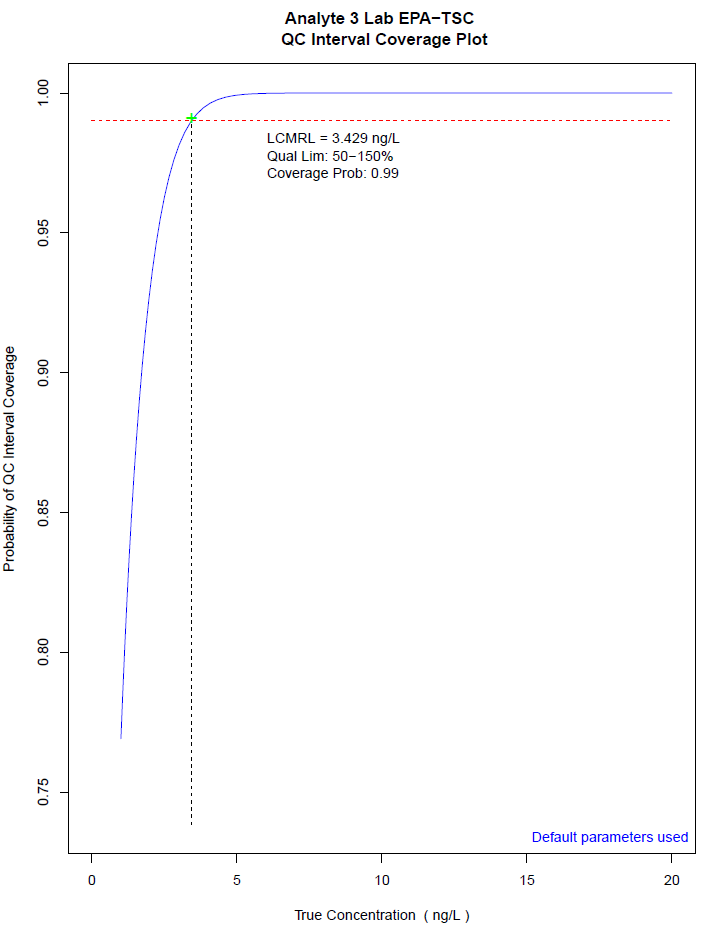 Analyte 3 Lab EPA−TSC
QC Interval Coverage Plot
1.00
0.95
0.90
0.85
0.80
0.75
Probability of QC Interval Coverage
LCMRL = 3.429 ng/L
Qual Lim: 50−150%
Coverage Prob: 0.99
Default parameters used
0 5 10 15 20
True Concentration ( ng/L )